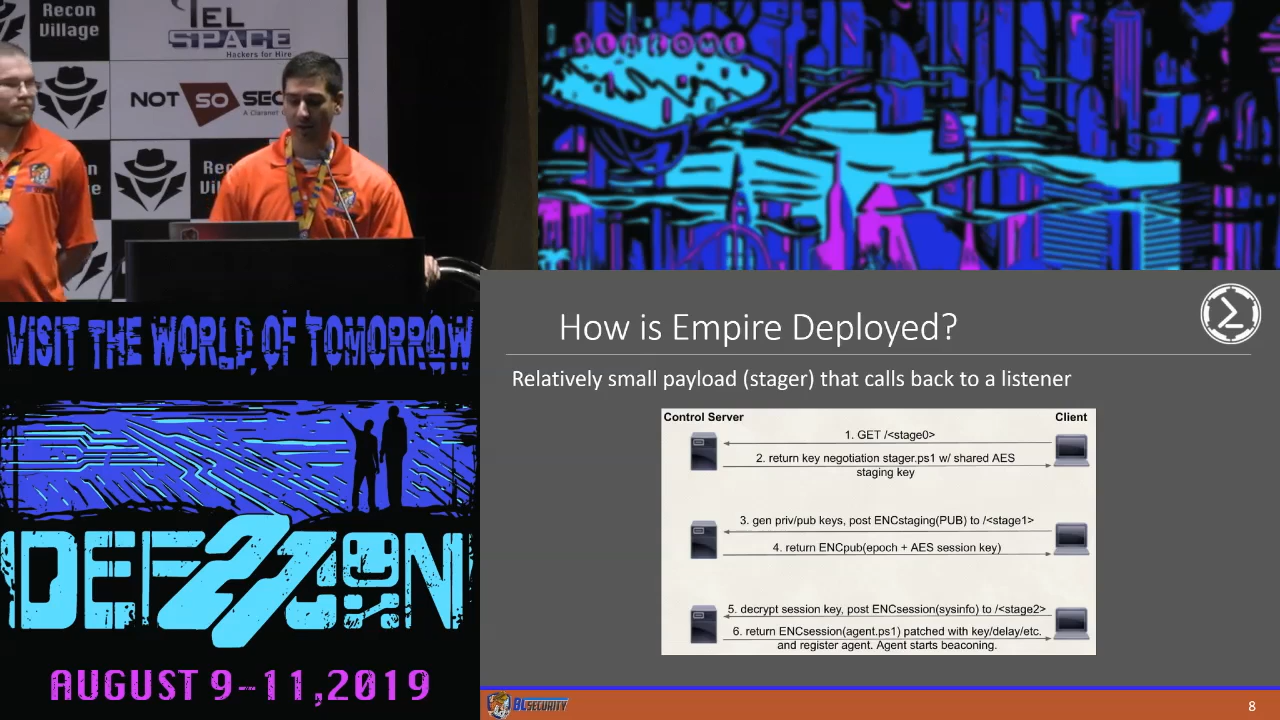 Recon
Village
TEL
SPACE
Hackers for Hire
NOT SO SEC
A Claranet
VISIT THE WORLD OF TOMORROW
DEF CON
27
AUGUST 9-11,2019
How is Empire Deployed?
Relatively small payload (stager) that calls back to a listener
Control Server
Client
1. GET /<stage0>
2. return key negotiation stager.ps1 w/ shared AES
staging key
3. gen priv/pub keys, post ENCstaging(PUB) to /<stage1>
4. return ENCpub(epoch + AES session key)
5. decrypt session key, post ENCsession(sysinfo) to /<stage2>
6. return ENCsession(agent.ps1) patched with key/delay/etc.
and register agent. Agent starts beaconing.
BC SECURITY
8